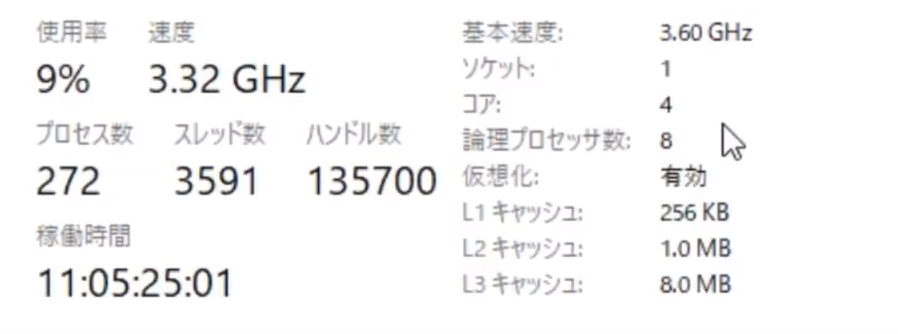 使用率 速度
9% 3.32 GHz
プロセス数 スレッド数 ハンドル数
272 3591 135700
稼働時間
11:05:25:01
基本速度: 3.60 GHz
ソケット: 1
コア: 4
論理プロセッサ数: 8
仮想化: 有効
L1 キャッシュ: 256 KB
L2 キャッシュ: 1.0 MB
L3 キャッシュ: 8.0 MB